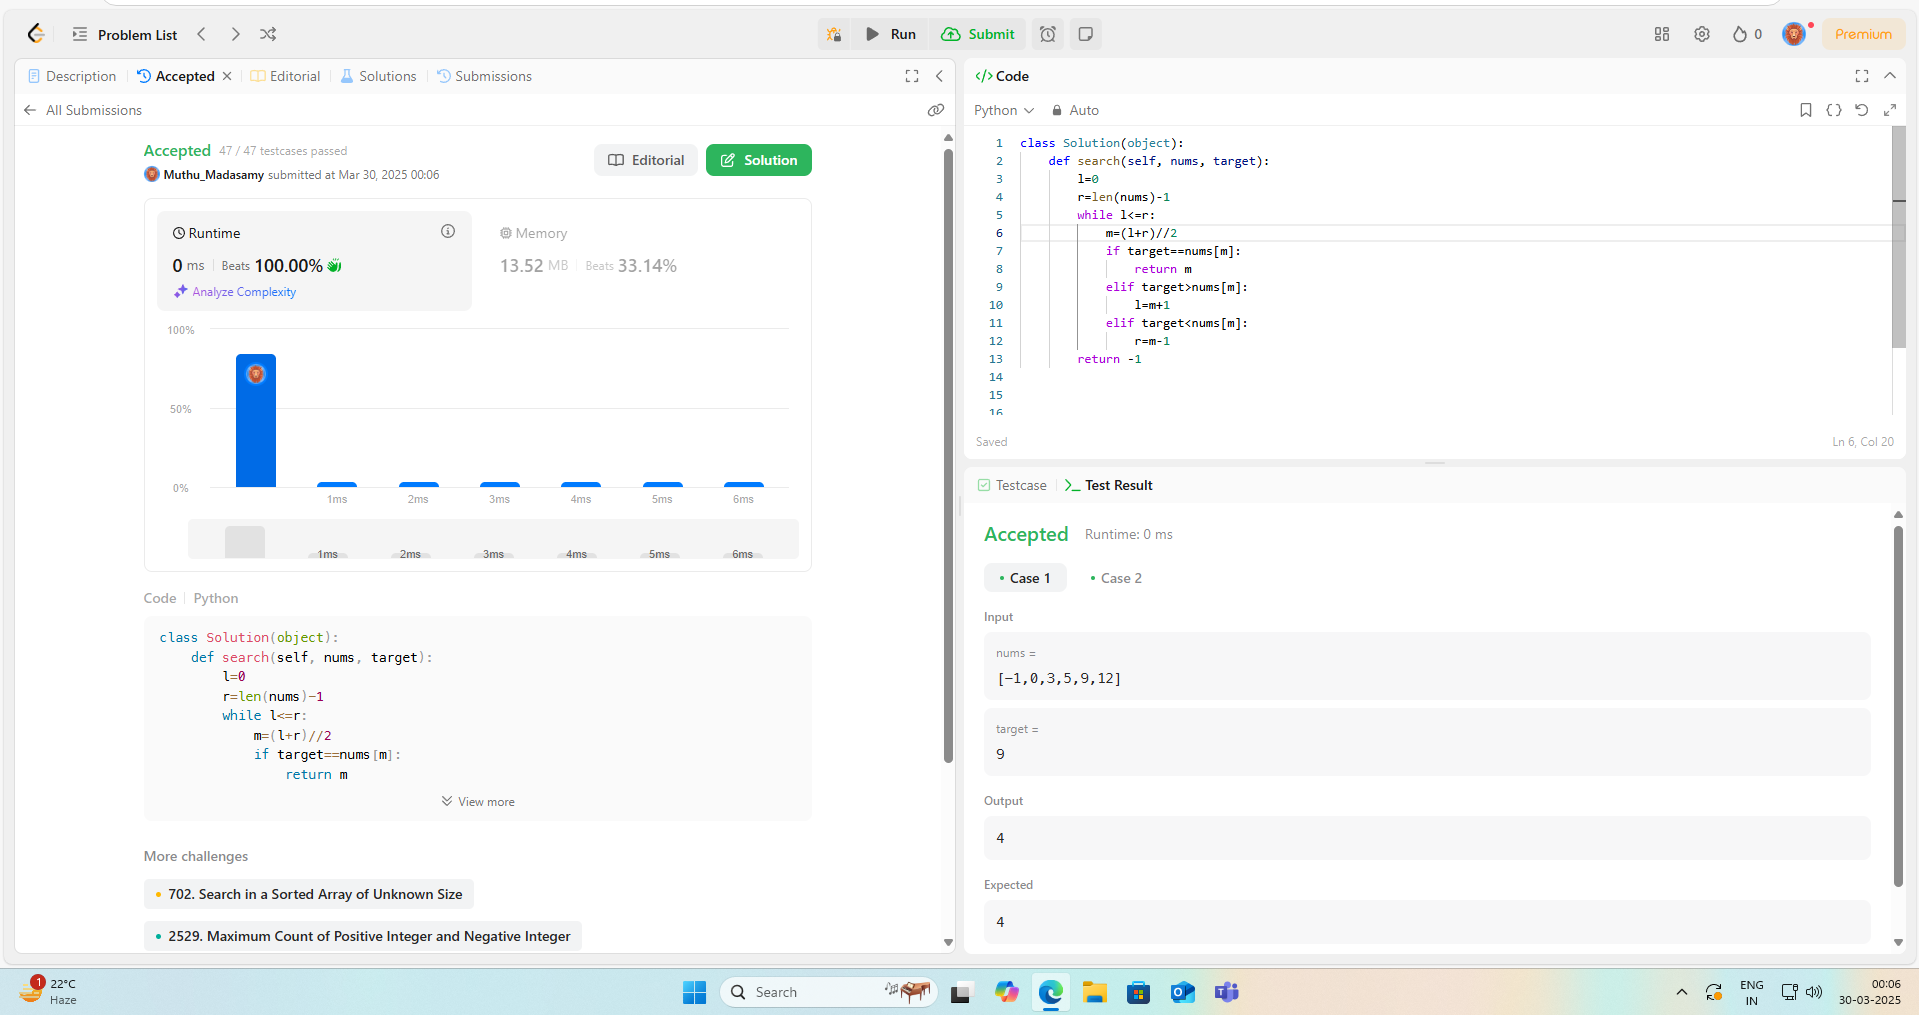 Problem List
Run
Submit
0
Premium
Description
Accepted
Editorial
Solutions
Submissions
All Submissions
Accepted 47 / 47 testcases passed
Muthu_Madasamy submitted at Mar 30, 2025 00:06
Editorial
Solution
Runtime
0 ms Beats 100.00%
Analyze Complexity
Memory
13.52 MB Beats 33.14%
100%
50%
0%
1ms 2ms 3ms 4ms 5ms 6ms
1ms 2ms 3ms 4ms 5ms 6ms
Code Python
class Solution(object):
def search(self, nums, target):
l=0
r=len(nums)-1
while l<=r:
m=(l+r)//2
if target==nums[m]:
return m
View more
More challenges
702. Search in a Sorted Array of Unknown Size
2529. Maximum Count of Positive Integer and Negative Integer
</> Code
Python
Auto
1 class Solution(object):
2 def search(self, nums, target):
3 l=0
4 r=len(nums)-1
5 while l<=r:
6 m=(l+r)//2
7 if target==nums[m]:
8 return m
9 elif target>nums[m]:
10 l=m+1
11 elif target<nums[m]:
12 r=m-1
13 return -1
14
15
16
Saved
Ln 6, Col 20
Testcase
Test Result
Accepted Runtime: 0 ms
Case 1
Case 2
Input
nums =
[-1,0,3,5,9,12]
target =
9
Output
4
Expected
4
1
22°C
Haze
Search
ENG
IN
00:06
30-03-2025